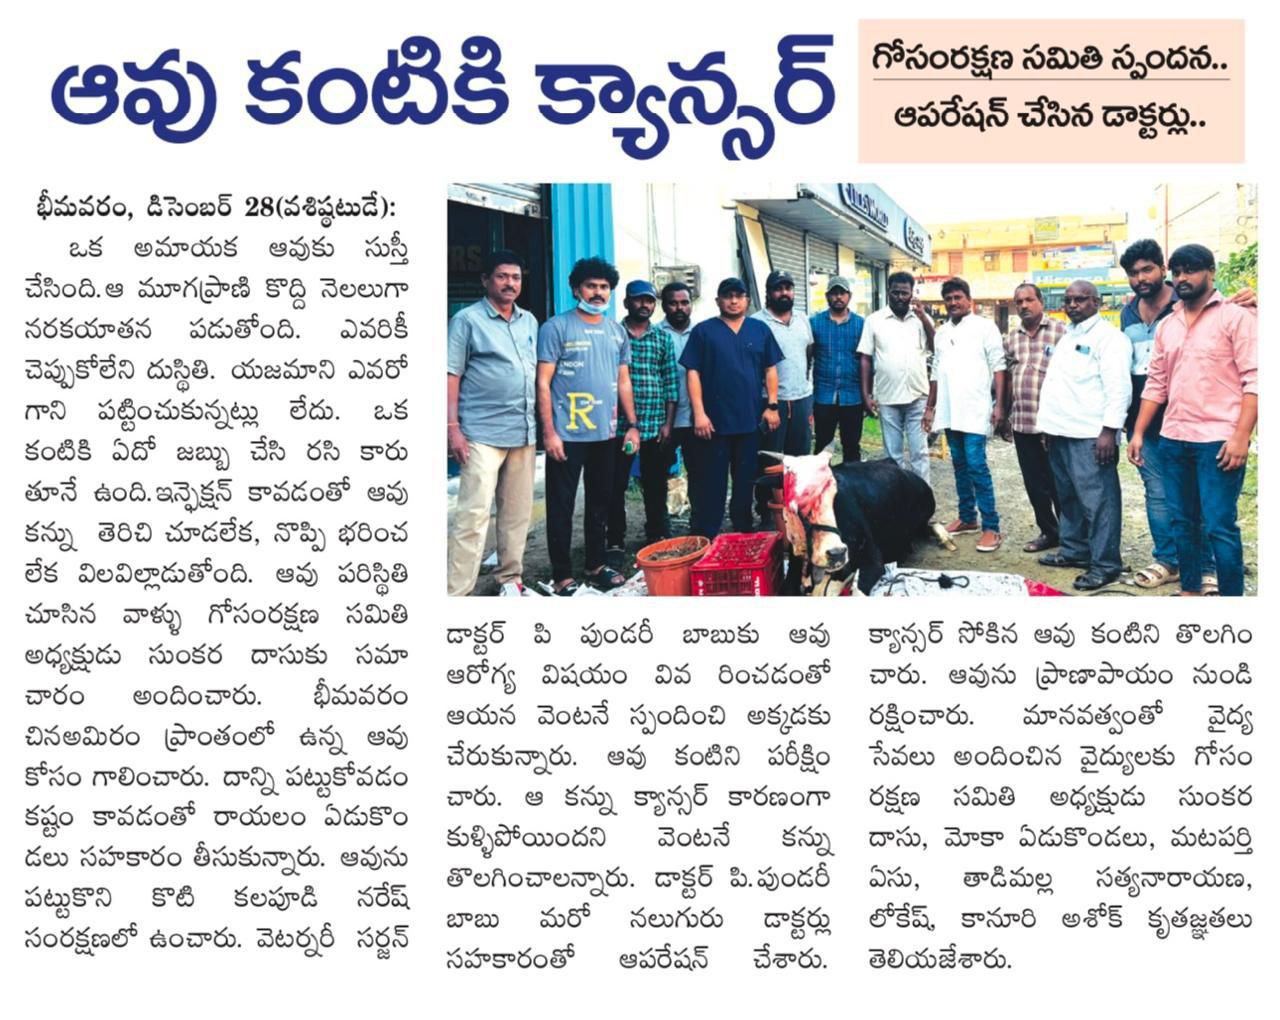 ఆవు కంటికి క్యాన్సర్
గోసంరక్షణ సమితి స్పందన..
ఆపరేషన్ చేసిన డాక్టర్లు..
భీమవరం, డిసెంబర్ 28(వశిష్ఠటుడే):
ఒక అమాయక ఆవుకు సుస్తీ
చేసింది.ఆ మూగప్రాణి కొద్ది నెలలుగా
నరకయాతన పడుతోంది. ఎవరికీ
చెప్పుకోలేని దుస్థితి. యజమాని ఎవరో
గాని పట్టించుకున్నట్లు లేదు. ఒక
కంటికి ఏదో జబ్బు చేసి రసి కారు
తూనే ఉంది.ఇన్ఫెక్షన్ కావడంతో ఆవు
కన్ను తెరిచి చూడలేక, నొప్పి భరించ
లేక విలవిల్లాడుతోంది. ఆవు పరిస్థితి
చూసిన వాళ్ళు గోసంరక్షణ సమితి
అధ్యక్షుడు సుంకర దాసుకు సమా
చారం అందించారు. భీమవరం
చినఅమిరం ప్రాంతంలో ఉన్న ఆవు
కోసం గాలించారు. దాన్ని పట్టుకోవడం
కష్టం కావడంతో రాయలం ఏడుకొం
డలు సహకారం తీసుకున్నారు. ఆవును
పట్టుకొని కొటి కలపూడి నరేష్
సంరక్షణలో ఉంచారు. వెటర్నరీ సర్జన్
TILES WORLD
డాక్టర్ పి పుండరీ బాబుకు ఆవు
ఆరోగ్య విషయం వివ రించడంతో
ఆయన వెంటనే స్పందించి అక్కడకు
చేరుకున్నారు. ఆవు కంటిని పరీక్షిం
చారు. ఆ కన్ను క్యాన్సర్ కారణంగా
కుళ్ళిపోయిందని వెంటనే కన్ను
తొలగించాలన్నారు. డాక్టర్ పి.పుండరీ
బాబు మరో నలుగురు డాక్టర్లు
సహకారంతో ఆపరేషన్ చేశారు.
క్యాన్సర్ సోకిన ఆవు కంటిని తొలగిం
చారు. ఆవును ప్రాణాపాయం నుండి
రక్షించారు. మానవత్వంతో వైద్య
సేవలు అందించిన వైద్యులకు గోసం
రక్షణ సమితి అధ్యక్షుడు సుంకర
దాసు, మోకా ఏడుకొండలు, మటపర్తి
ఏసు, తాడిమల్ల సత్యనారాయణ,
లోకేష్, కానూరి అశోక్ కృతజ్ఞతలు
తెలియజేశారు.